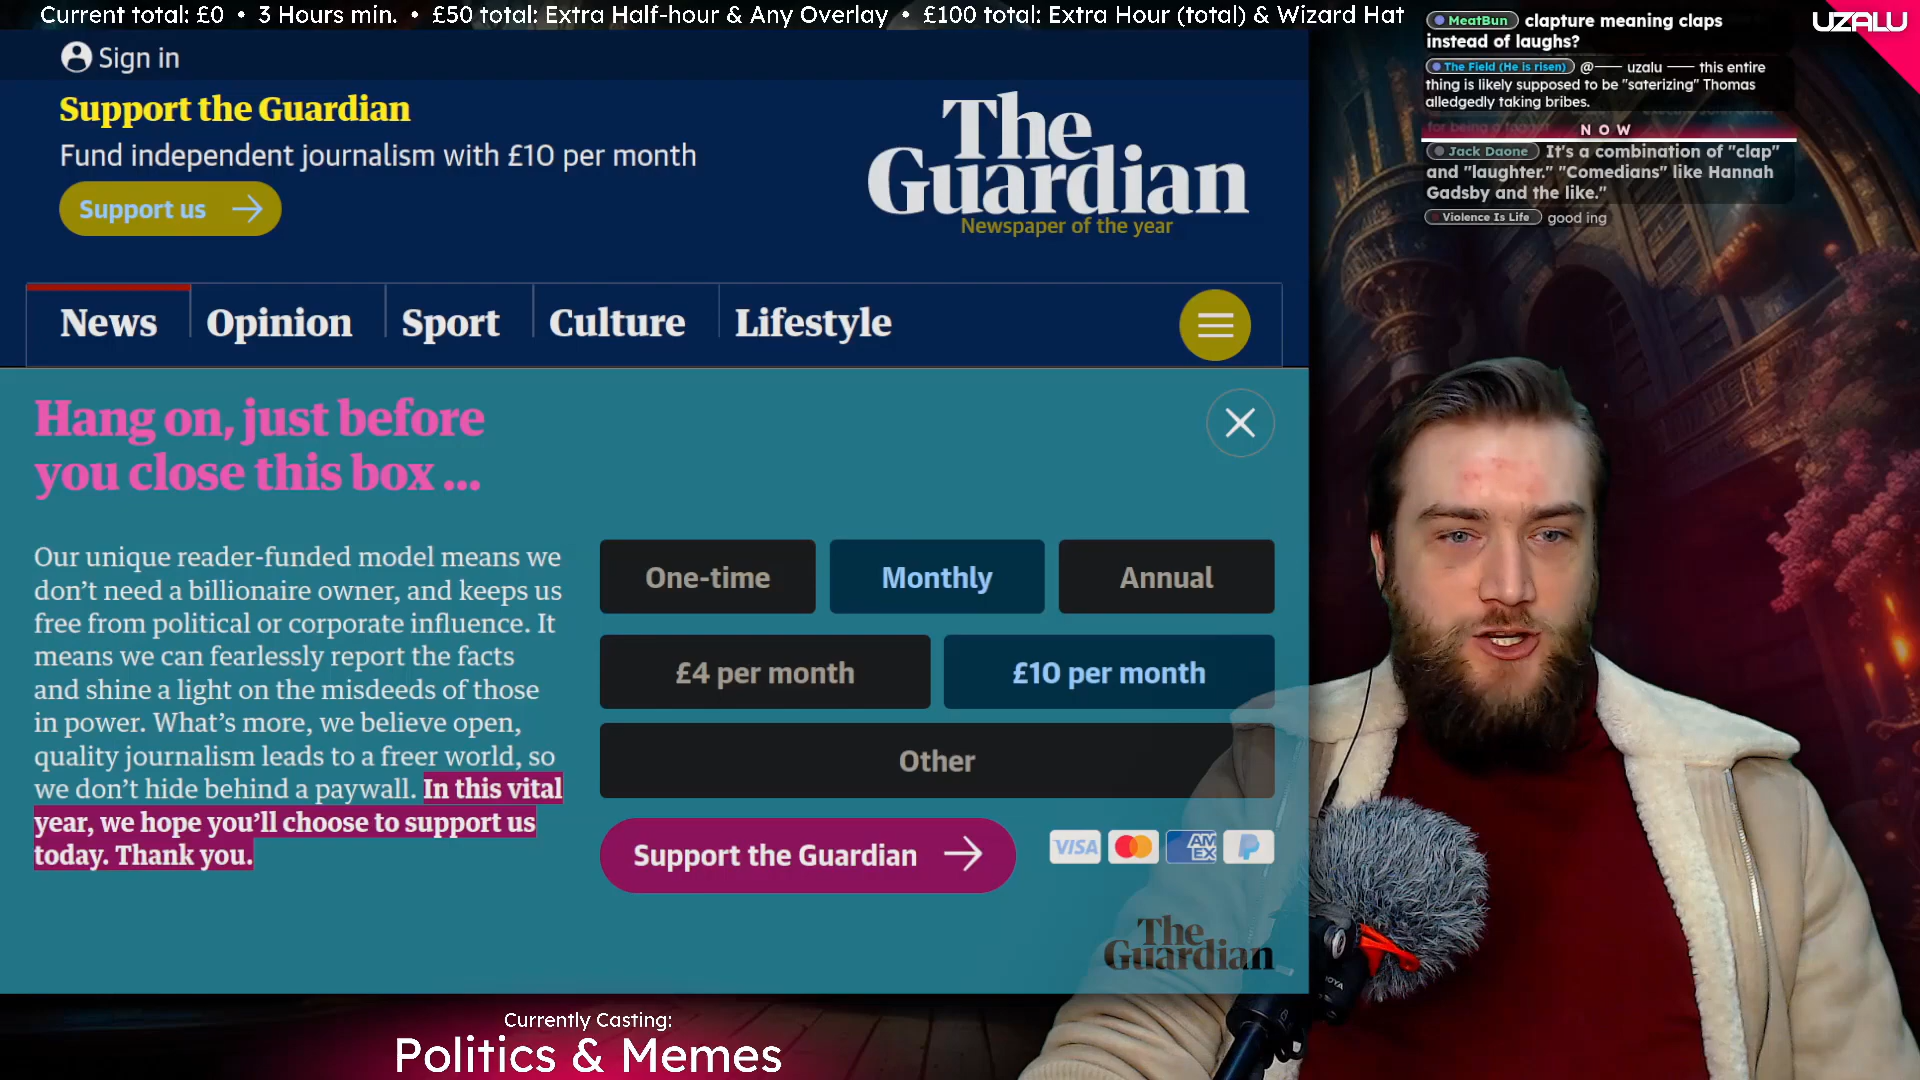 Current total: £0 • 3 Hours min. • £50 total: Extra Half-hour & Any Overlay • £100 total: Extra Hour (total) & Wizard Hat
UZALU
MeatBun clapture meaning claps
instead of laughs?
The Field (He is risen) @—— uzalu —— this entire
thing is likely supposed to be "saterizing" Thomas
alledgedly taking bribes.
NOW
Jack Daone It's a combination of "clap"
and "laughter." "Comedians" like Hannah
Gadsby and the like."
Violence Is Life good ing
Sign in
Support the Guardian
Fund independent journalism with £10 per month
Support us
The
Guardian
Newspaper of the year
News Opinion Sport Culture Lifestyle
Hang on, just before
you close this box ...
Our unique reader-funded model means we
don't need a billionaire owner, and keeps us
free from political or corporate influence. It
means we can fearlessly report the facts
and shine a light on the misdeeds of those
in power. What's more, we believe open,
quality journalism leads to a freer world, so
we don't hide behind a paywall. In this vital
year, we hope you'll choose to support us
today. Thank you.
One-time Monthly Annual
£4 per month £10 per month
Other
Support the Guardian
VISA
AM
EX
The
Guardian
BOYA
Currently Casting:
Politics & Memes